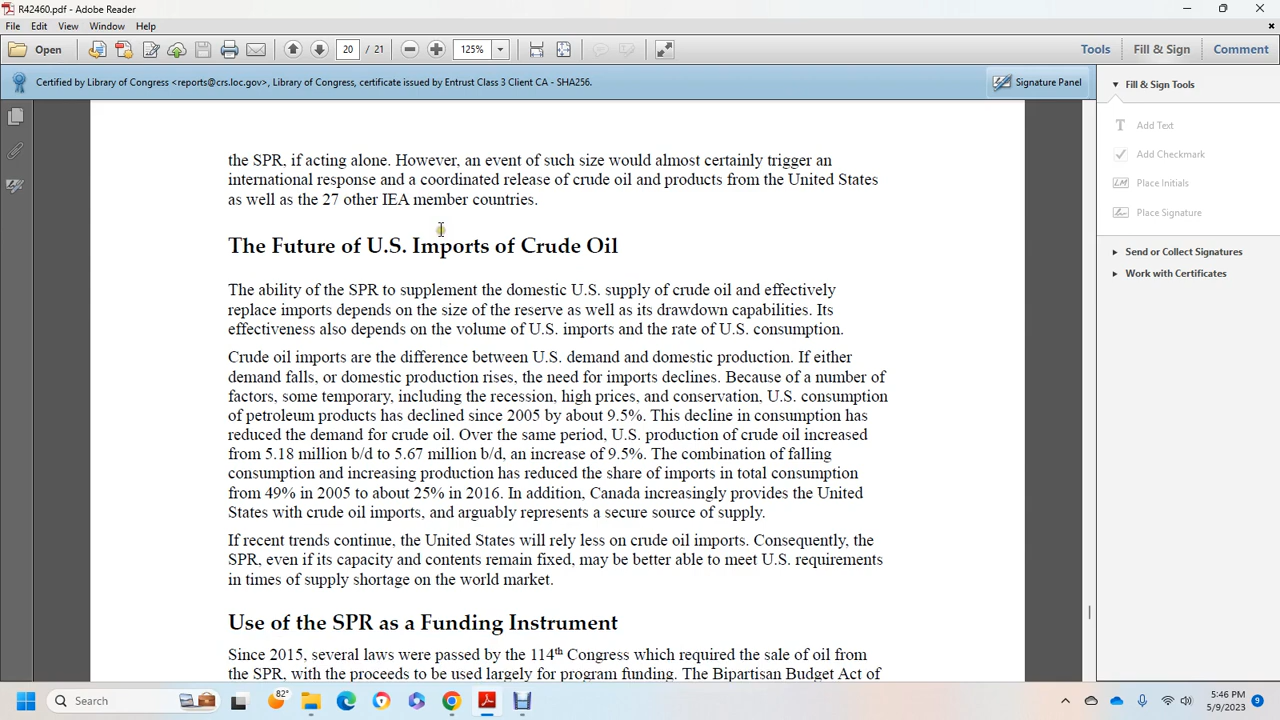 R42460.pdf - Adobe Reader
File Edit View Window Help
Open 20 / 21 125% Tools Fill & Sign Comment
Certified by Library of Congress <reports@crs.loc.gov>, Library of Congress, certificate issued by Entrust Class 3 Client CA - SHA256. Signature Panel
Fill & Sign Tools
Add Text
Add Checkmark
Place Initials
Place Signature
Send or Collect Signatures
Work with Certificates
the SPR, if acting alone. However, an event of such size would almost certainly trigger an
international response and a coordinated release of crude oil and products from the United States
as well as the 27 other IEA member countries.
The Future of U.S. Imports of Crude Oil
The ability of the SPR to supplement the domestic U.S. supply of crude oil and effectively
replace imports depends on the size of the reserve as well as its drawdown capabilities. Its
effectiveness also depends on the volume of U.S. imports and the rate of U.S. consumption.
Crude oil imports are the difference between U.S. demand and domestic production. If either
demand falls, or domestic production rises, the need for imports declines. Because of a number of
factors, some temporary, including the recession, high prices, and conservation, U.S. consumption
of petroleum products has declined since 2005 by about 9.5%. This decline in consumption has
reduced the demand for crude oil. Over the same period, U.S. production of crude oil increased
from 5.18 million b/d to 5.67 million b/d, an increase of 9.5%. The combination of falling
consumption and increasing production has reduced the share of imports in total consumption
from 49% in 2005 to about 25% in 2016. In addition, Canada increasingly provides the United
States with crude oil imports, and arguably represents a secure source of supply.
If recent trends continue, the United States will rely less on crude oil imports. Consequently, the
SPR, even if its capacity and contents remain fixed, may be better able to meet U.S. requirements
in times of supply shortage on the world market.
Use of the SPR as a Funding Instrument
Since 2015, several laws were passed by the 114th Congress which required the sale of oil from
the SPR, with the proceeds to be used largely for program funding. The Bipartisan Budget Act of
Search 82° 5:46 PM
5/9/2023 9